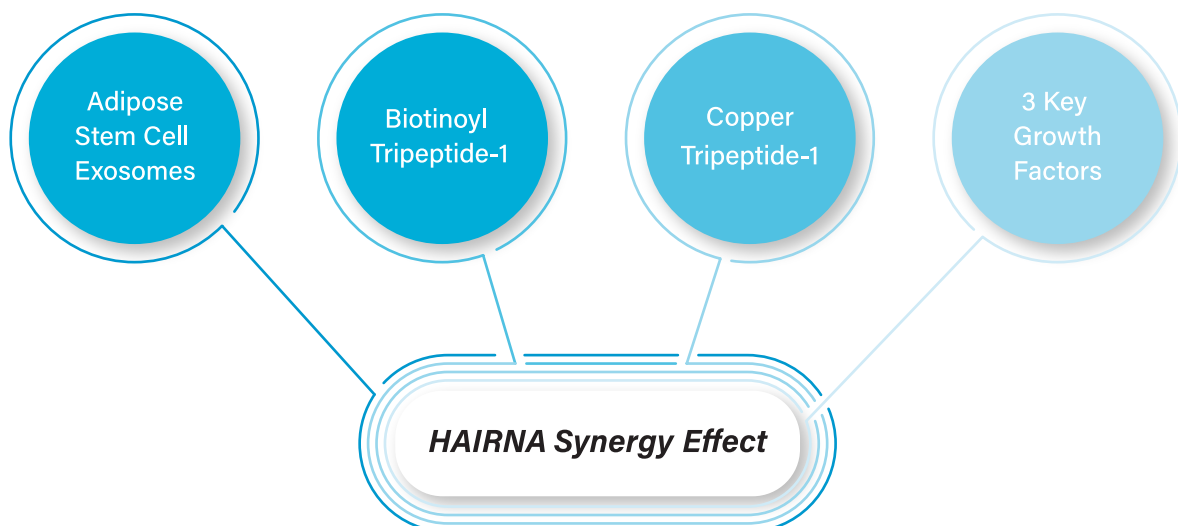 Adipose
Stem Cell
Exosomes
Biotinoyl
Tripeptide-1
Copper
Tripeptide-1
3 Key
Growth
Factors
HAIRNA Synergy Effect